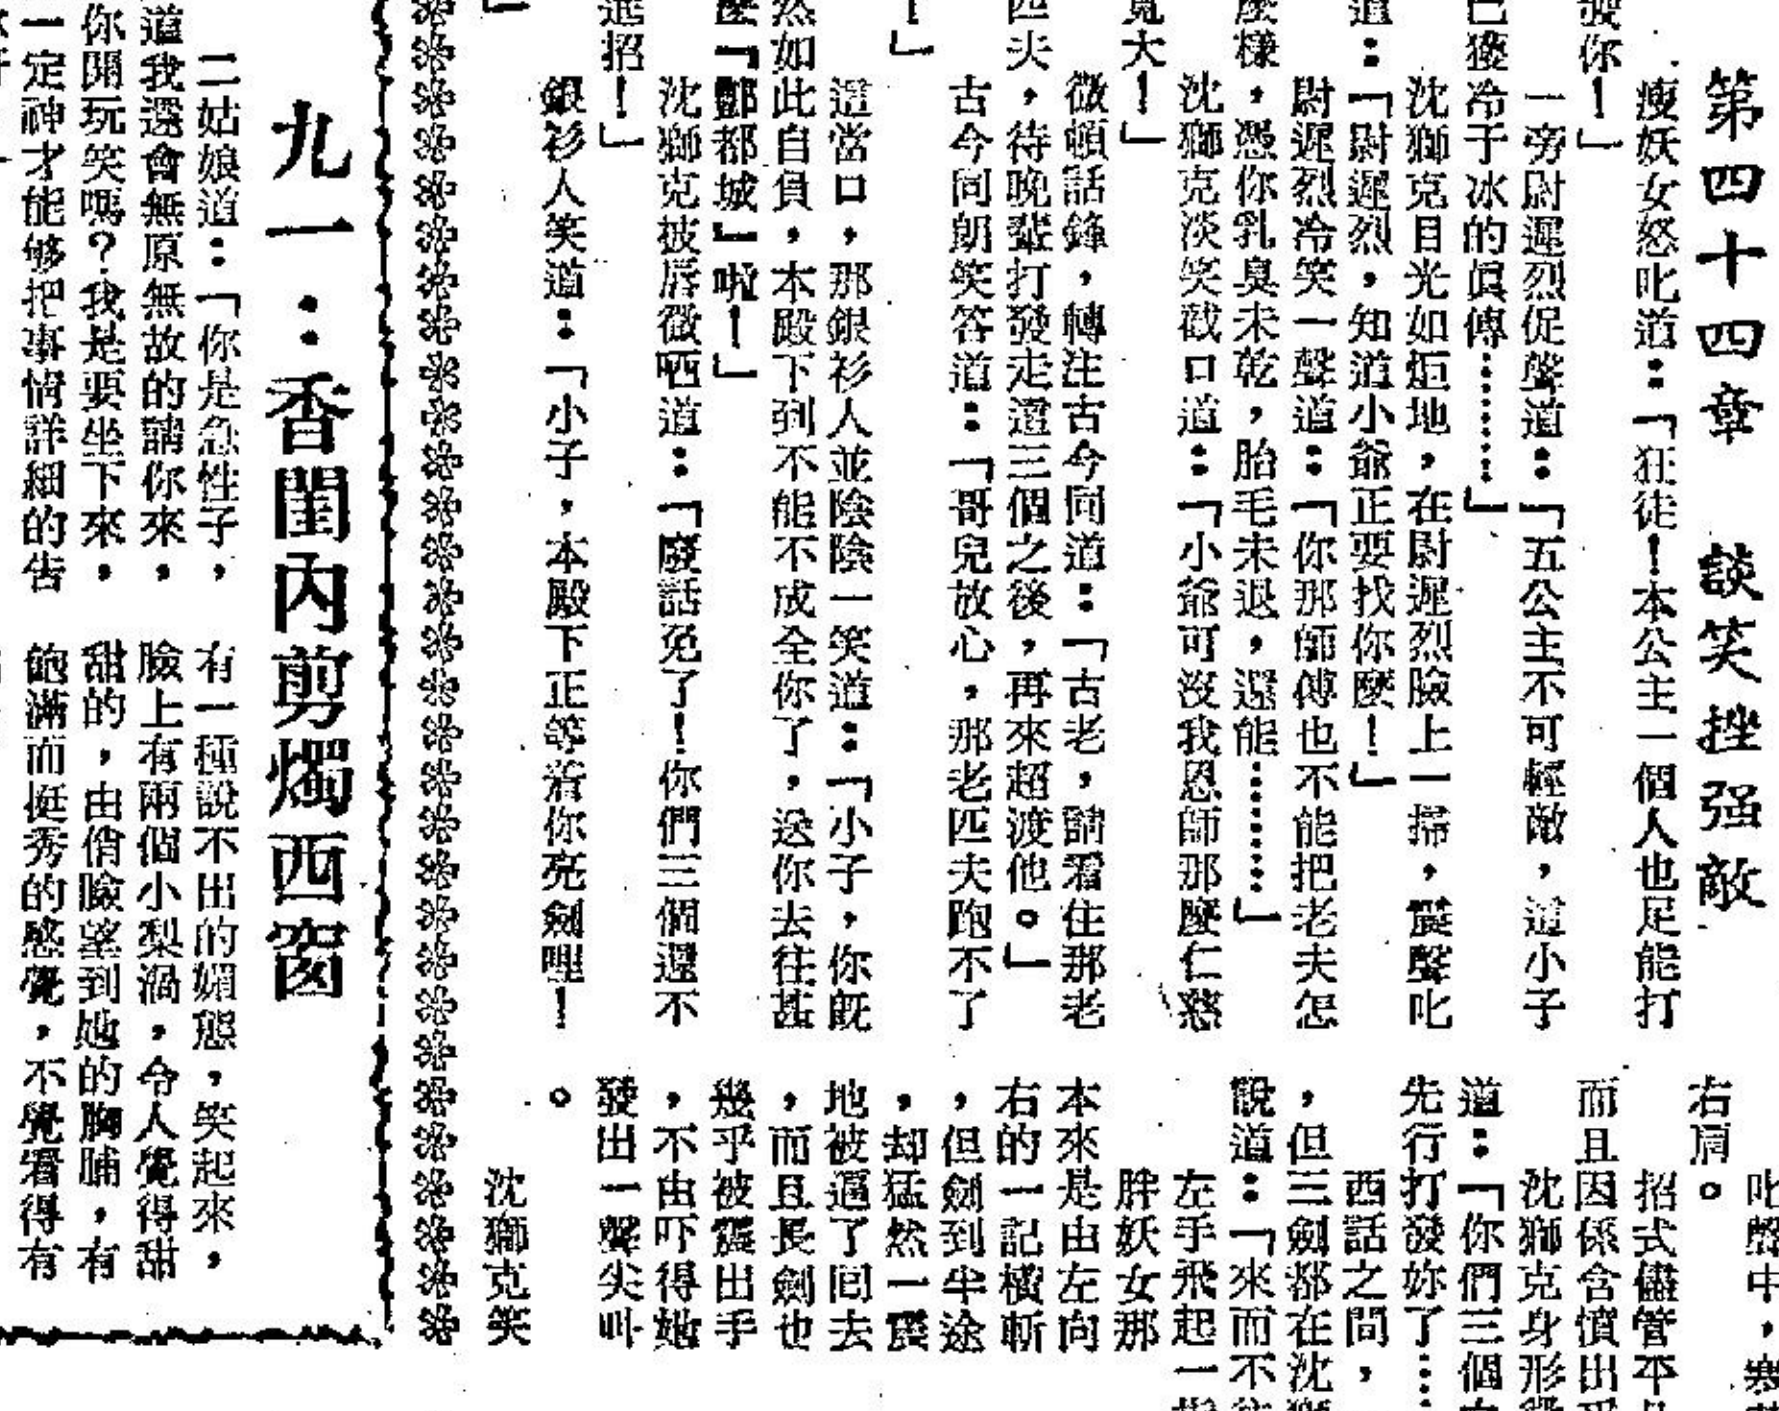 第四十四章　談笑挫强敵
瘦妖女怒叱道：「狂徒！本公主一個人也足能打
你！」
一旁尉遲烈促聲道：「五公主不可輕敵，這小子
已獲冷于冰的眞傳………」
沈獅克目光如炬地，在尉遲烈臉上一掃，震聲叱
道：「尉遲烈，知道小爺正要找你麼！」
尉遲烈冷笑一聲道：「你那師傅也不能把老夫怎
麼樣，憑你乳臭未乾，胎毛未退，還能………」
沈獅克淡笑截口道：「小爺可沒我恩師那麼仁慈
寬大！」
微頓話鋒，轉注古今同道：「古老，請看住那老
匹夫，待晚輩打發走這三個之後，再來超渡他。」
古今同朗笑答道：「哥兒放心，那老匹夫跑不了
！」
這當口，那銀衫人並陰陰一笑道：「小子，你既
然如此自負，本殿下到不能不成全你了，送你去往甚
麼「酆都城」啦！」
沈獅克披唇微哂道：「廢話免了！你們三個還不
進招！」
銀衫人笑道：「小子，本殿下正等着你亮劍哩！
」
叱聲中，寒
右肩。
招式儘管不
而且因係含憤出手
沈獅克身形
道：「你們三個
先行打發妳了…
西話之間，
，但三劍都在沈獅
說道：「來而不往
左手飛起一指
胖妖女那
本來是由左向
右的一記橫斬
，但劍到半途
，却猛然一震
地被逼了回去
，而且長劍也
幾乎被震出手
，不由吓得她
發出一聲尖叫
。
沈獅克笑
九一：香閨內剪燭西窗
二姑娘道：「你是急性子，
道我還會無原無故的請你來，
你開玩笑嗎？我是要坐下來，
一定神才能够把事情詳細的告
有一種說不出的媚態，笑起來，
臉上有兩個小梨渦，令人覺得甜
甜的，由俏臉望到她的胸脯，有
飽滿而挺秀的感覺，不覺看得有